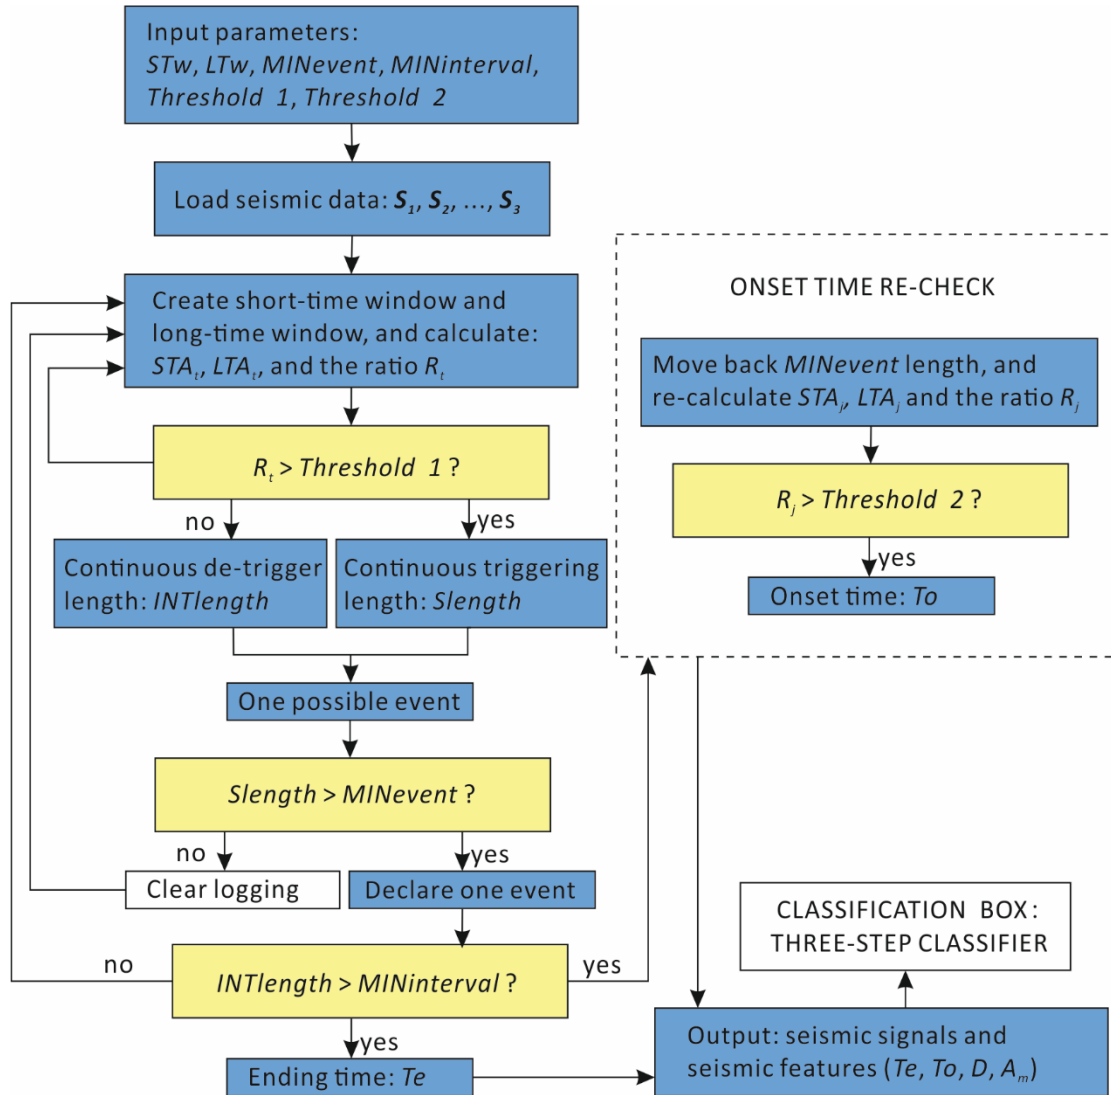 Input parameters:
STw, LTw, MINevent, MINinterval,
Threshold 1, Threshold 2
Load seismic data: S₁, S₂, ..., S₃
Create short-time window and
long-time window, and calculate:
STAₜ, LTAₜ, and the ratio Rₜ
Rₜ > Threshold 1 ?
no
yes
Continuous de-trigger
length: INTlength
Continuous triggering
length: Slength
One possible event
Slength > MINevent ?
no
yes
Clear logging
Declare one event
no
INTlength > MINinterval ?
yes
yes
Ending time: Te
ONSET TIME RE-CHECK
Move back MINevent length, and
re-calculate STAⱼ, LTAⱼ and the ratio Rⱼ
Rⱼ > Threshold 2 ?
yes
Onset time: To
CLASSIFICATION BOX:
THREE-STEP CLASSIFIER
Output: seismic signals and
seismic features (Te, To, D, Aₘ)